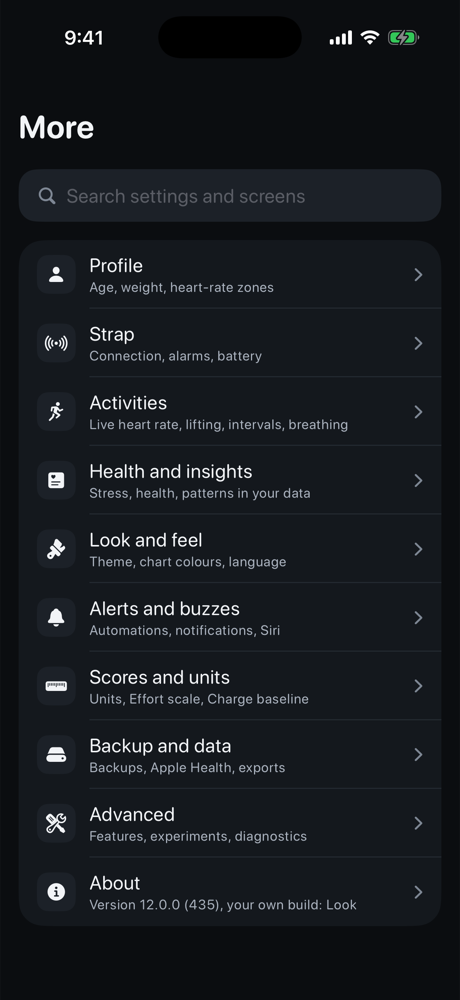 9:41
More
Search settings and screens
Profile
Age, weight, heart-rate zones
Strap
Connection, alarms, battery
Activities
Live heart rate, lifting, intervals, breathing
Health and insights
Stress, health, patterns in your data
Look and feel
Theme, chart colours, language
Alerts and buzzes
Automations, notifications, Siri
Scores and units
Units, Effort scale, Charge baseline
Backup and data
Backups, Apple Health, exports
Advanced
Features, experiments, diagnostics
About
Version 12.0.0 (435), your own build: Look